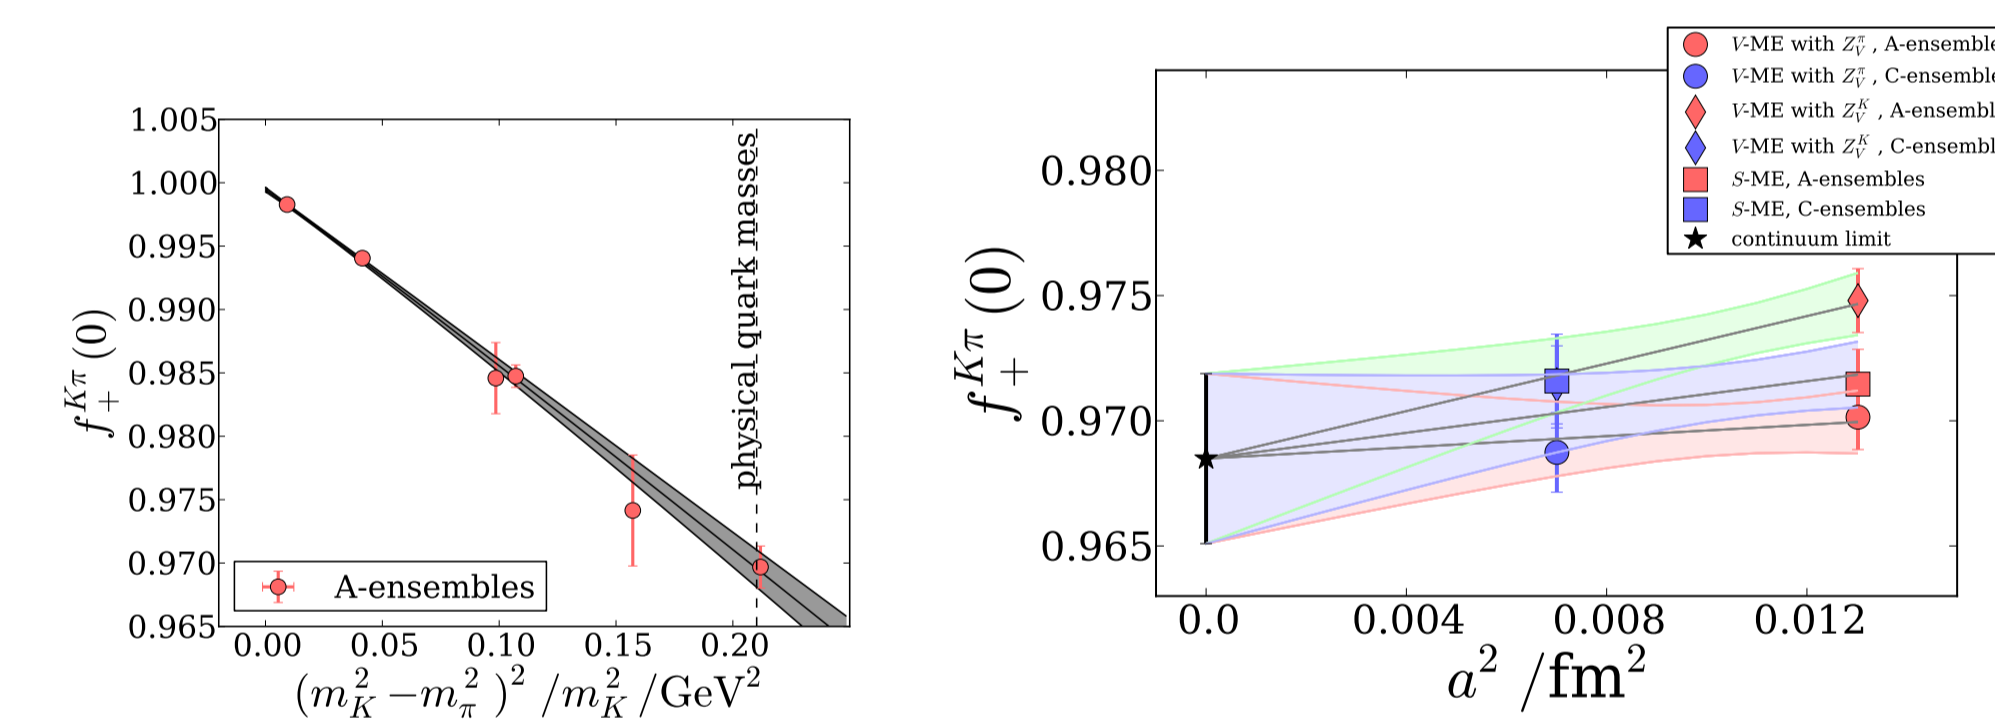 1.005
1.000
0.995
0.990
0.985
0.980
0.975
0.970
0.965
f_+^{Kπ}(0)
physical quark masses
A-ensembles
0.00 0.05 0.10 0.15 0.20
(m_K^2 − m_π^2)^2 /m_K^2 /GeV^2
V-ME with Z_V^π , A-ensemble
V-ME with Z_V^π , C-ensemble
V-ME with Z_V^K , A-ensembl
V-ME with Z_V^K , C-ensembl
S-ME, A-ensembles
S-ME, C-ensembles
continuum limit
0.980
0.975
0.970
0.965
f_+^{Kπ}(0)
0.0 0.004 0.008 0.012
a^2 /fm^2